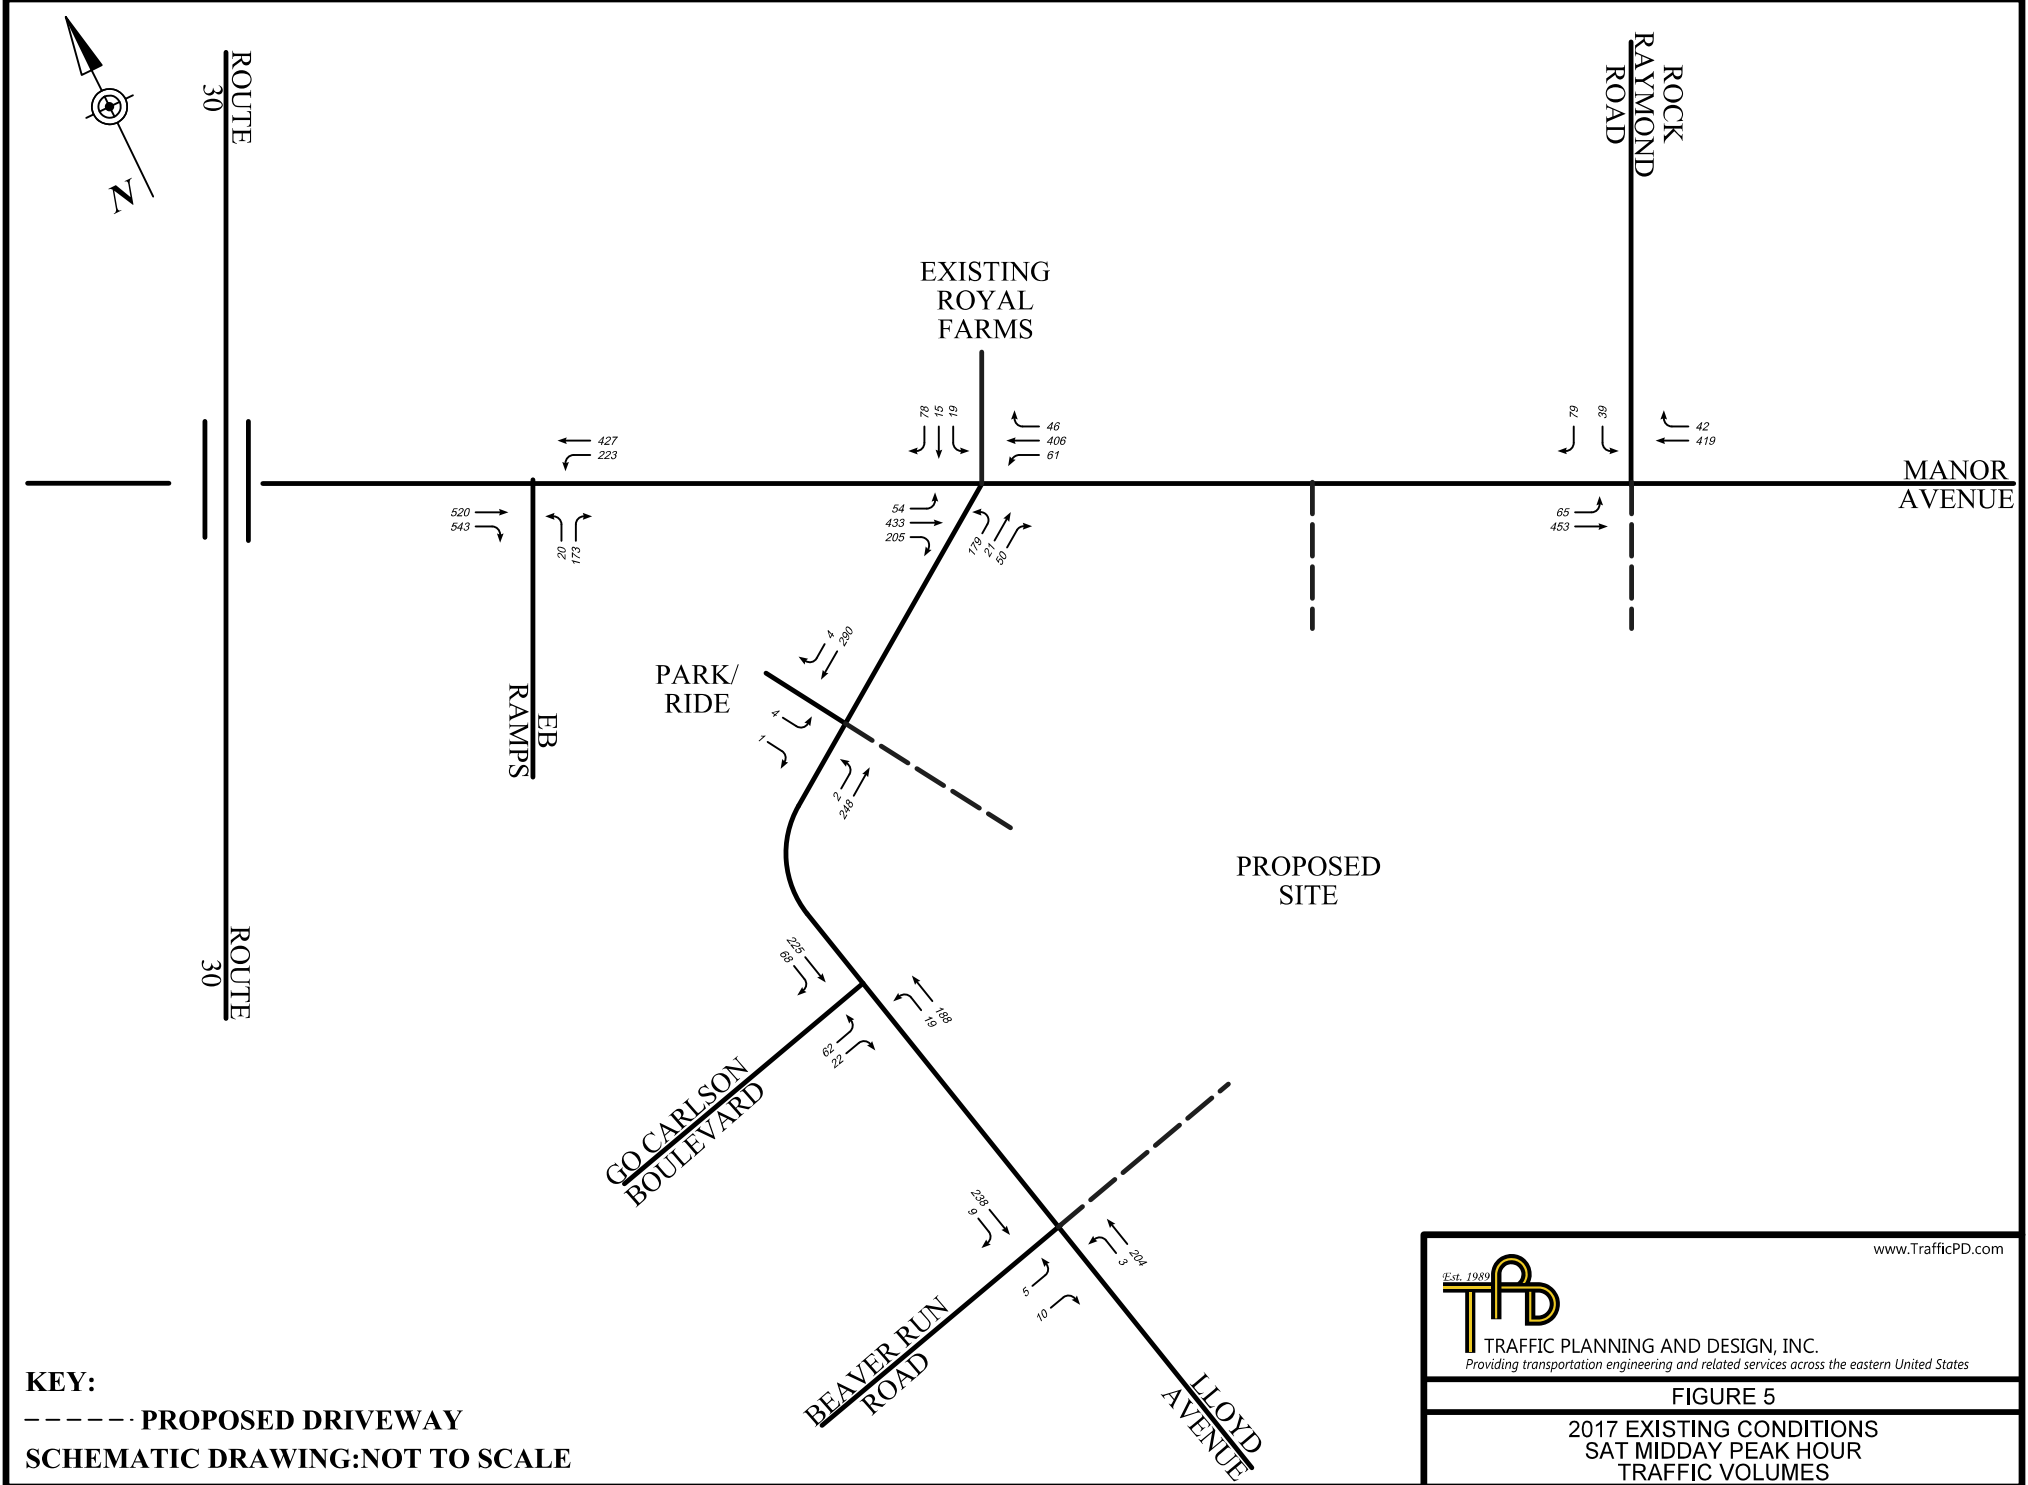 N
ROUTE
30
ROCK
RAYMOND
ROAD
EXISTING
ROYAL
FARMS
78
15
19
46
406
61
427
223
79
39
42
419
MANOR
AVENUE
520
543
20
173
54
433
205
179
21
50
65
453
4
290
PARK/
RIDE
4
1
2
248
EB
RAMPS
PROPOSED
SITE
ROUTE
30
225
68
188
19
62
22
GO CARLSON
BOULEVARD
238
9
204
3
5
10
BEAVER RUN
ROAD
LLOYD
AVENUE
KEY:
PROPOSED DRIVEWAY
SCHEMATIC DRAWING:NOT TO SCALE
www.TrafficPD.com
Est. 1989
TPD
TRAFFIC PLANNING AND DESIGN, INC.
Providing transportation engineering and related services across the eastern United States
FIGURE 5
2017 EXISTING CONDITIONS
SAT MIDDAY PEAK HOUR
TRAFFIC VOLUMES